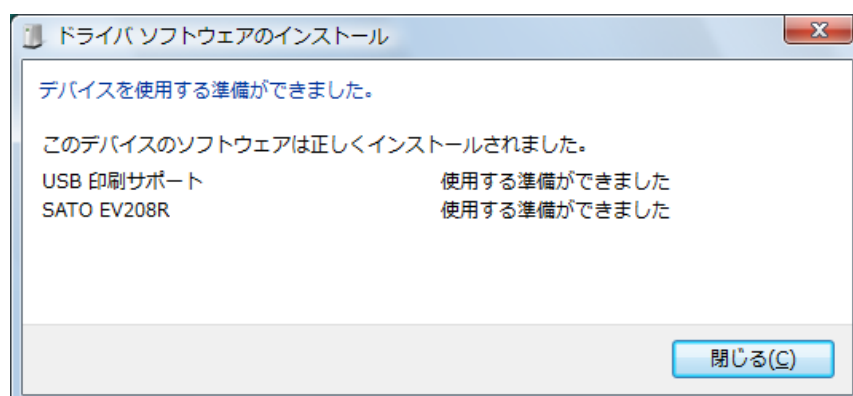 ドライバ ソフトウェアのインストール
デバイスを使用する準備ができました。
このデバイスのソフトウェアは正しくインストールされました。
USB 印刷サポート 使用する準備ができました
SATO EV208R 使用する準備ができました
閉じる(C)